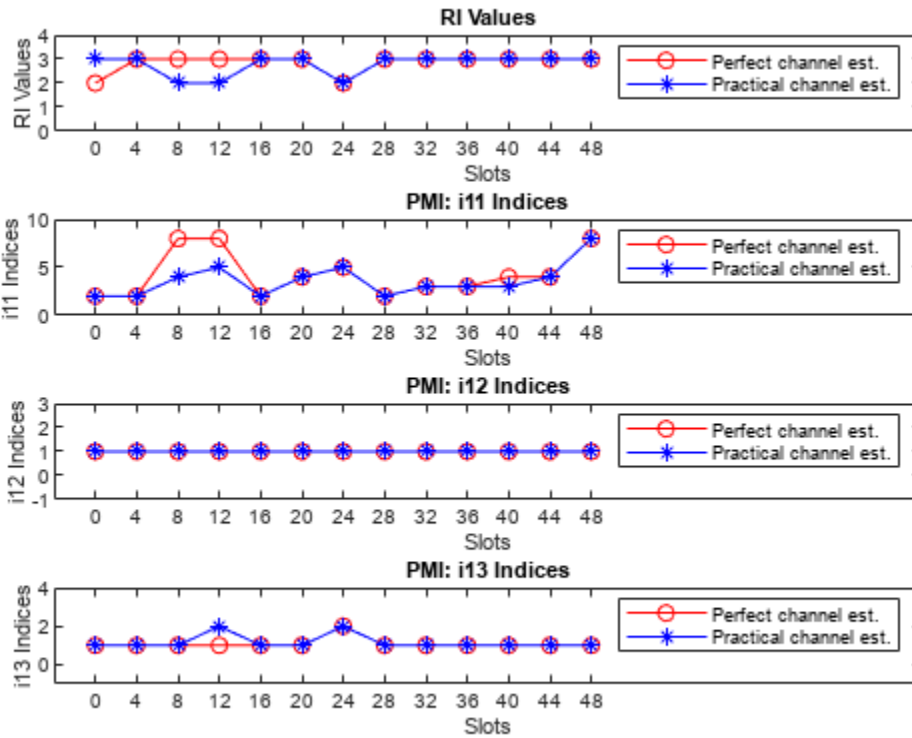 RI Values
4
3
2
1
0
RI Values
Perfect channel est.
Practical channel est.
0 4 8 12 16 20 24 28 32 36 40 44 48
Slots
PMI: i11 Indices
10
5
0
i11 Indices
Perfect channel est.
Practical channel est.
0 4 8 12 16 20 24 28 32 36 40 44 48
Slots
PMI: i12 Indices
3
2
1
0
-1
i12 Indices
Perfect channel est.
Practical channel est.
0 4 8 12 16 20 24 28 32 36 40 44 48
Slots
PMI: i13 Indices
4
2
0
i13 Indices
Perfect channel est.
Practical channel est.
0 4 8 12 16 20 24 28 32 36 40 44 48
Slots